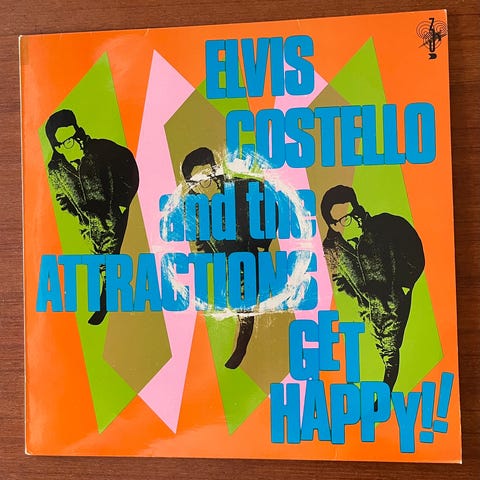 ELVIS
COSTELLO
and the
ATTRACTIONS
GET
HAPPY!!